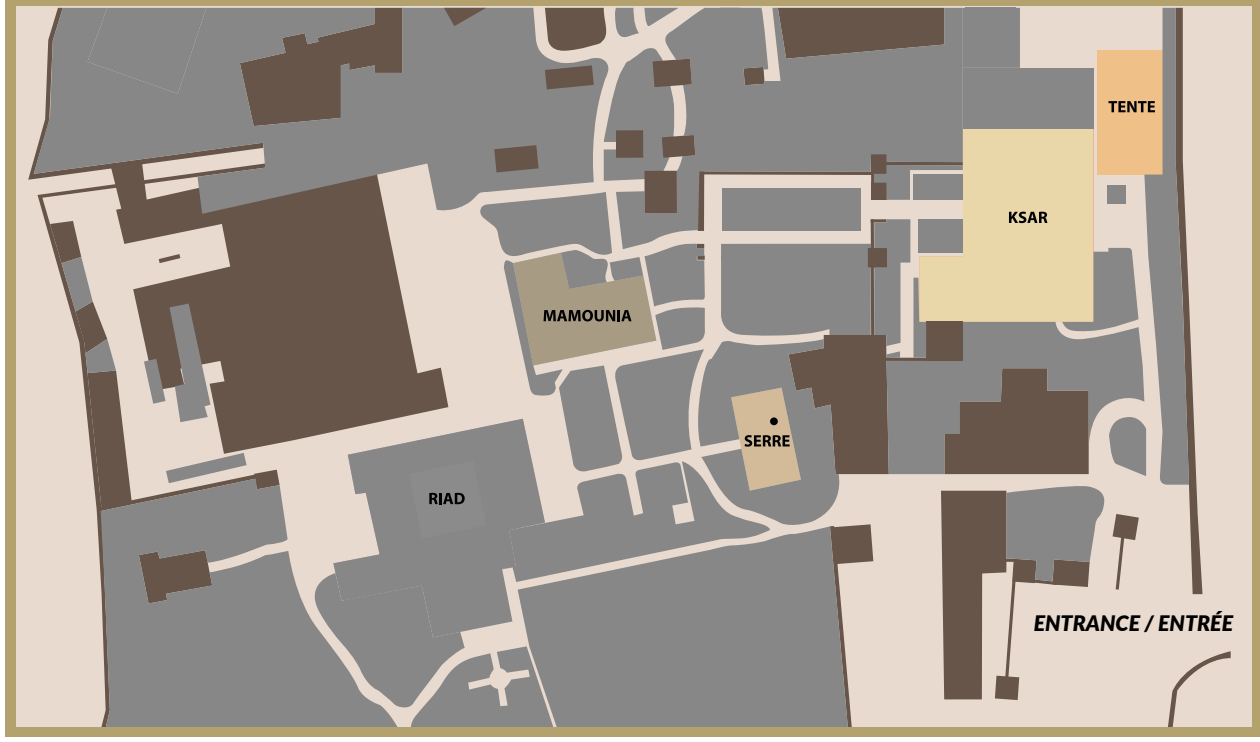 TENTE
KSAR
MAMOUNIA
SERRE
RIAD
ENTRANCE / ENTRÉE